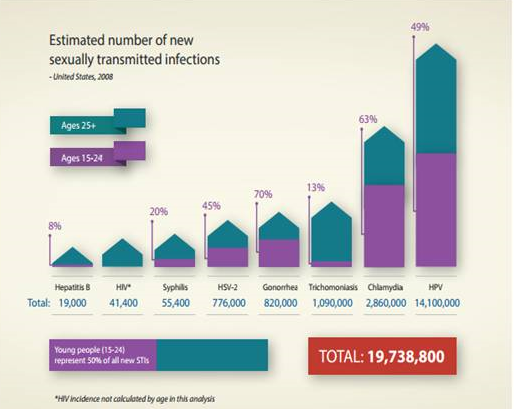 Estimated number of new
sexually transmitted infections
- United States, 2008
Ages 25+
Ages 15-24
8%
20%
45%
70%
13%
63%
49%
Hepatitis B HIV* Syphilis HSV-2 Gonorrhea Trichomoniasis Chlamydia HPV
Total: 19,000 41,400 55,400 776,000 820,000 1,090,000 2,860,000 14,100,000
Young people (15-24)
represent 50% of all new STIs
TOTAL: 19,738,800
*HIV incidence not calculated by age in this analysis